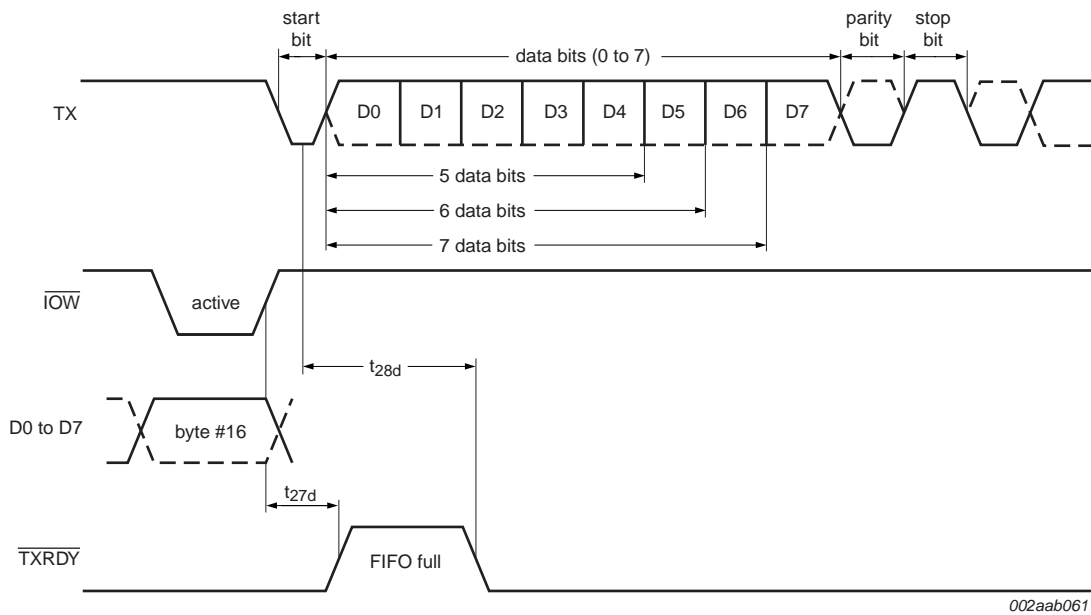 start bit
data bits (0 to 7)
parity bit
stop bit
TX
D0 D1 D2 D3 D4 D5 D6 D7
5 data bits
6 data bits
7 data bits
IOW
active
t28d
D0 to D7
byte #16
t27d
TXRDY
FIFO full
002aab061